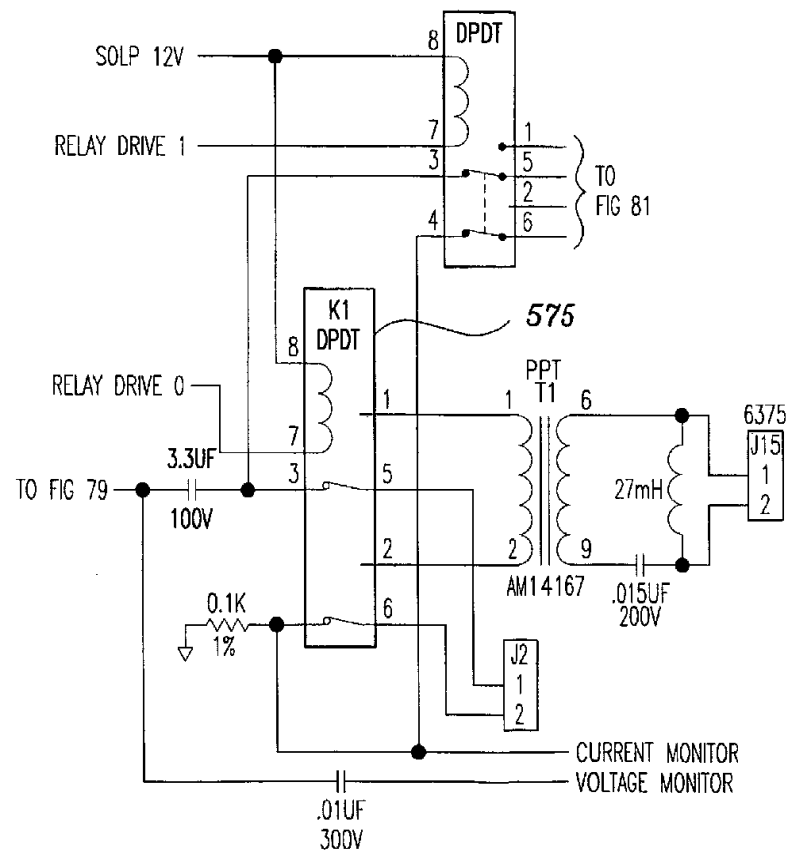 DPDT
8
SOLP 12V
RELAY DRIVE 1
7
1
3
5
TO
2
FIG 81
4
6
K1
DPDT
575
8
RELAY DRIVE 0
7
1
PPT
T1
1
6
6375
J15
1
2
3.3UF
TO FIG 79
100V
3
5
27mH
2
2
9
AM14167
.015UF
200V
0.1K
1%
6
J2
1
2
CURRENT MONITOR
VOLTAGE MONITOR
.01UF
300V